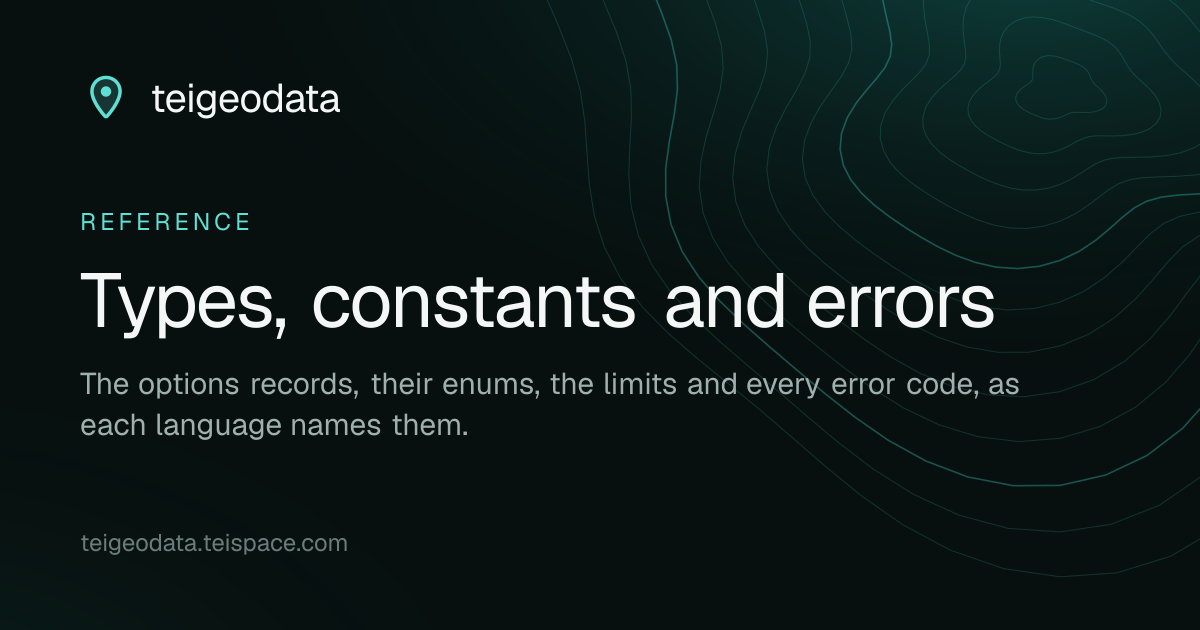 teigeodata
REFERENCE
Types, constants and errors
The options records, their enums, the limits and every error code, as
each language names them.
teigeodata.teispace.com